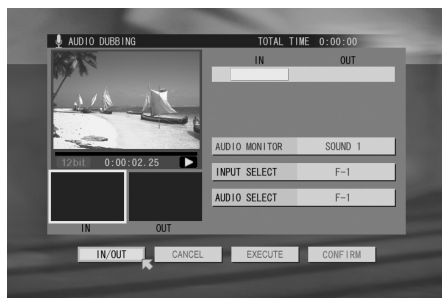 AUDIO DUBBING TOTAL TIME 0:00:00
IN OUT
AUDIO MONITOR SOUND 1
12bit 0:00:02.25
INPUT SELECT F-1
AUDIO SELECT F-1
IN OUT
IN/OUT CANCEL EXECUTE CONFIRM